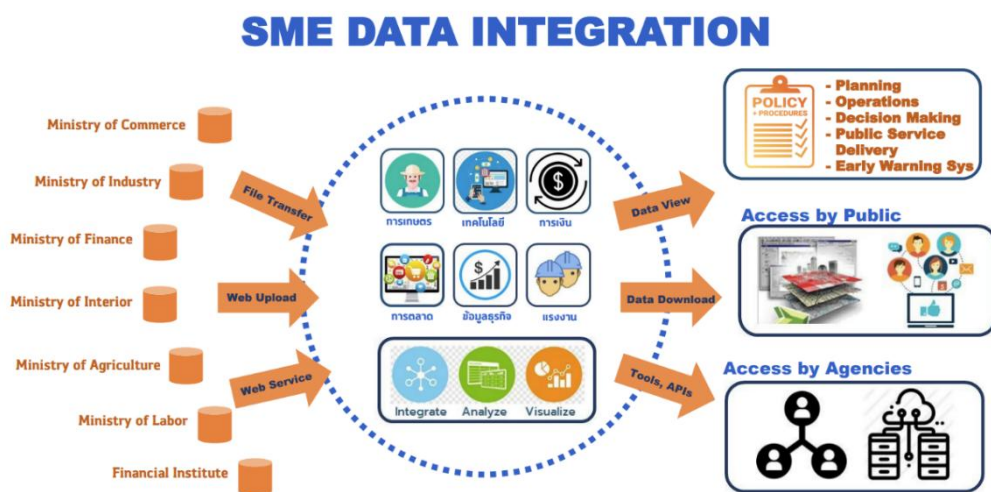 SME DATA INTEGRATION
Ministry of Commerce
Ministry of Industry
Ministry of Finance
Ministry of Interior
Ministry of Agriculture
Ministry of Labor
Financial Institute
File Transfer
Web Upload
Web Service
การเกษตร
เทคโนโลยี
การเงิน
การตลาด
ข้อมูลธุรกิจ
แรงงาน
Integrate
Analyze
Visualize
Data View
Data Download
Tools, APIs
POLICY
+ PROCEDURES
- Planning
- Operations
- Decision Making
- Public Service
Delivery
- Early Warning Sys
Access by Public
Access by Agencies